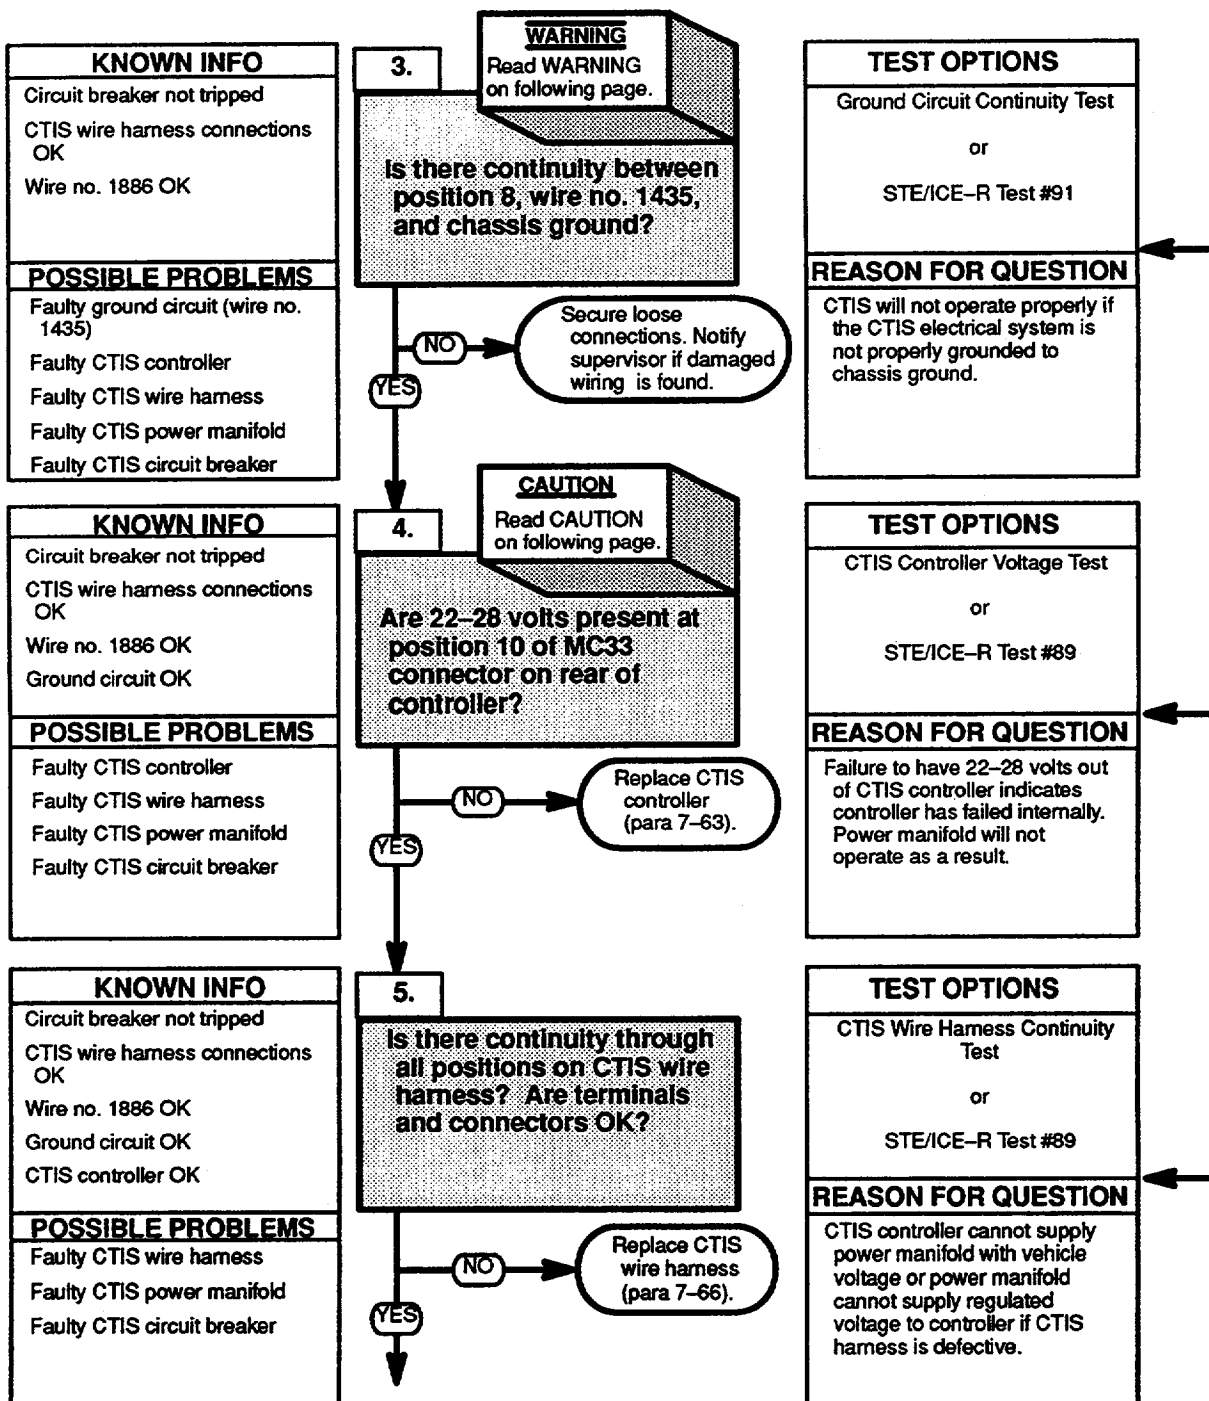 KNOWN INFO
Circuit breaker not tripped
CTIS wire harness connections
OK
Wire no. 1886 OK
POSSIBLE PROBLEMS
Faulty ground circuit (wire no.
1435)
Faulty CTIS controller
Faulty CTIS wire harness
Faulty CTIS power manifold
Faulty CTIS circuit breaker
3.
WARNING
Read WARNING
on following page.
Is there continuity between
position 8, wire no. 1435,
and chassis ground?
NO
Secure loose
connections. Notify
supervisor if damaged
wiring is found.
YES
TEST OPTIONS
Ground Circuit Continuity Test
or
STE/ICE–R Test #91
REASON FOR QUESTION
CTIS will not operate properly if
the CTIS electrical system is
not properly grounded to
chassis ground.
KNOWN INFO
Circuit breaker not tripped
CTIS wire harness connections
OK
Wire no. 1886 OK
Ground circuit OK
POSSIBLE PROBLEMS
Faulty CTIS controller
Faulty CTIS wire harness
Faulty CTIS power manifold
Faulty CTIS circuit breaker
4.
CAUTION
Read CAUTION
on following page.
Are 22–28 volts present at
position 10 of MC33
connector on rear of
controller?
NO
Replace CTIS
controller
(para 7–63).
YES
TEST OPTIONS
CTIS Controller Voltage Test
or
STE/ICE–R Test #89
REASON FOR QUESTION
Failure to have 22–28 volts out
of CTIS controller indicates
controller has failed internally.
Power manifold will not
operate as a result.
KNOWN INFO
Circuit breaker not tripped
CTIS wire harness connections
OK
Wire no. 1886 OK
Ground circuit OK
CTIS controller OK
POSSIBLE PROBLEMS
Faulty CTIS wire harness
Faulty CTIS power manifold
Faulty CTIS circuit breaker
5.
Is there continuity through
all positions on CTIS wire
harness? Are terminals
and connectors OK?
NO
Replace CTIS
wire harness
(para 7–66).
YES
TEST OPTIONS
CTIS Wire Harness Continuity
Test
or
STE/ICE–R Test #89
REASON FOR QUESTION
CTIS controller cannot supply
power manifold with vehicle
voltage or power manifold
cannot supply regulated
voltage to controller if CTIS
harness is defective.